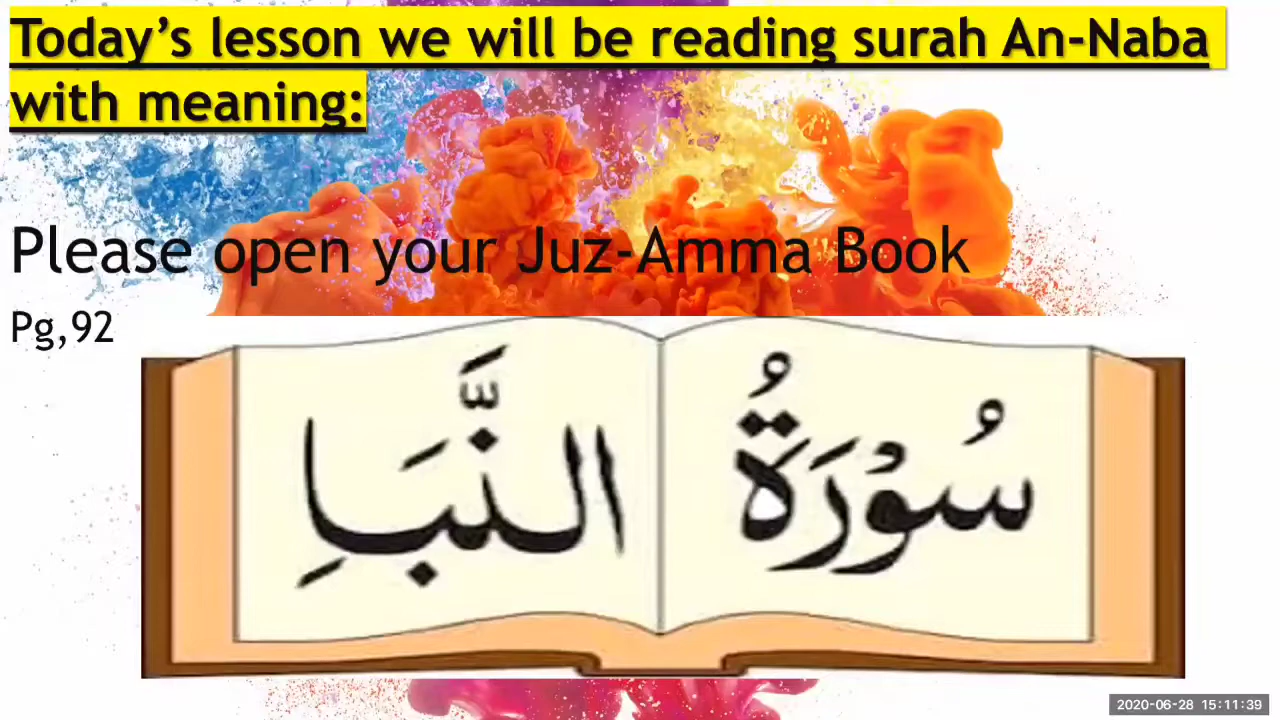 Today’s lesson we will be reading surah An-Naba
with meaning:
Please open your Juz-Amma Book
Pg,92
سُوْرَةُ النَّبَاِ
2020-06-28 15:11:39